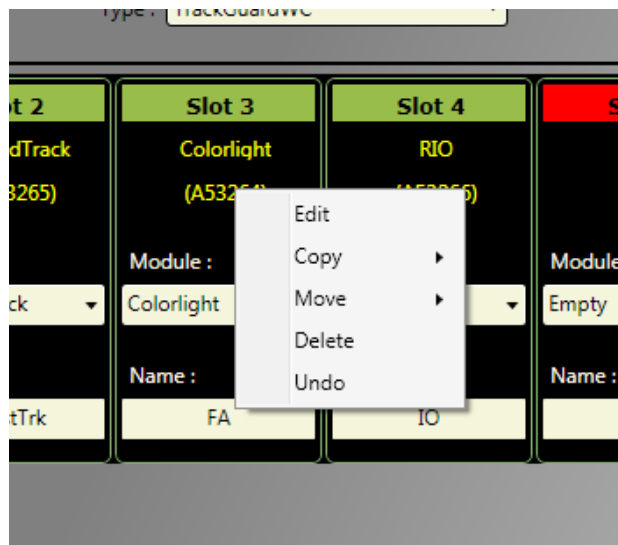 Type : TrackGuardWC
Slot 3
Slot 4
Colorlight
RIO
Module :
Colorlight
Empty
Name :
Name :
FA
IO
Edit
Copy
Move
Delete
Undo